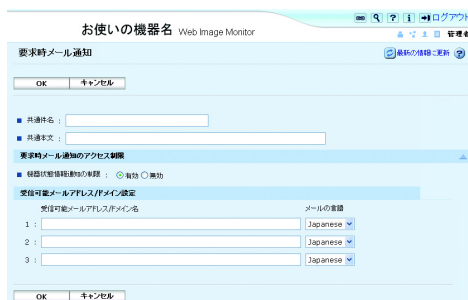 ログアウト
お使いの機器名 Web Image Monitor
管理者
要求時メール通知
最新の情報に更新
OK キャンセル
共通件名 :
共通本文 :
要求時メール通知のアクセス制限
機器状態情報通知の制限 : 有効 無効
受信可能メールアドレス/ドメイン設定
受信可能メールアドレス/ドメイン名 メールの言語
1 : Japanese
2 : Japanese
3 : Japanese
OK キャンセル